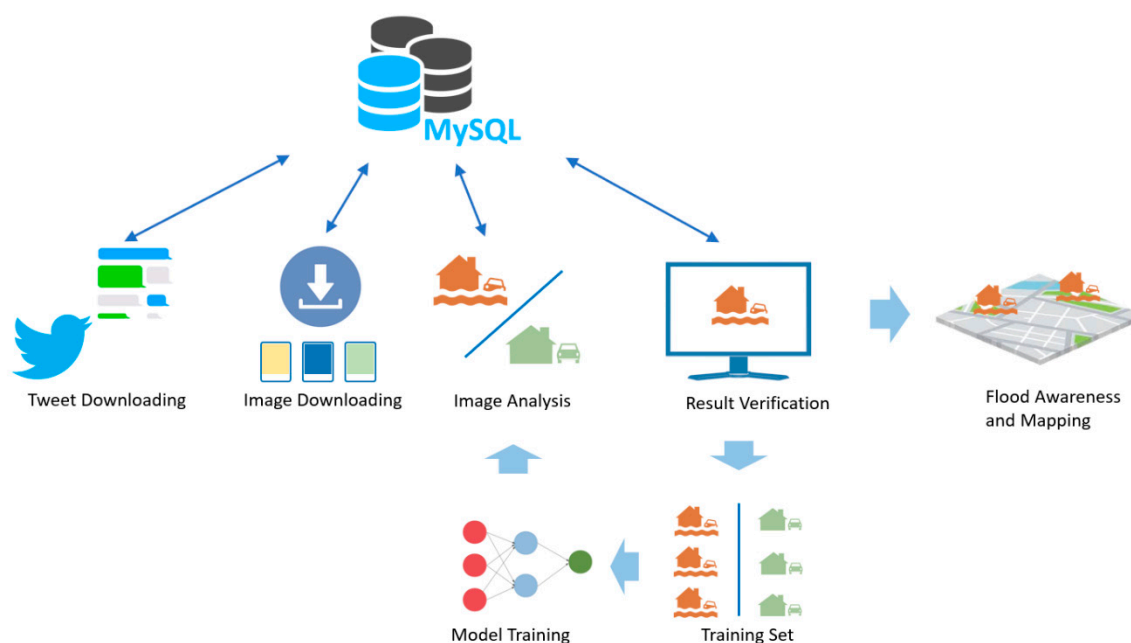 MySQL
Tweet Downloading
Image Downloading
Image Analysis
Result Verification
Flood Awareness
and Mapping
Model Training
Training Set